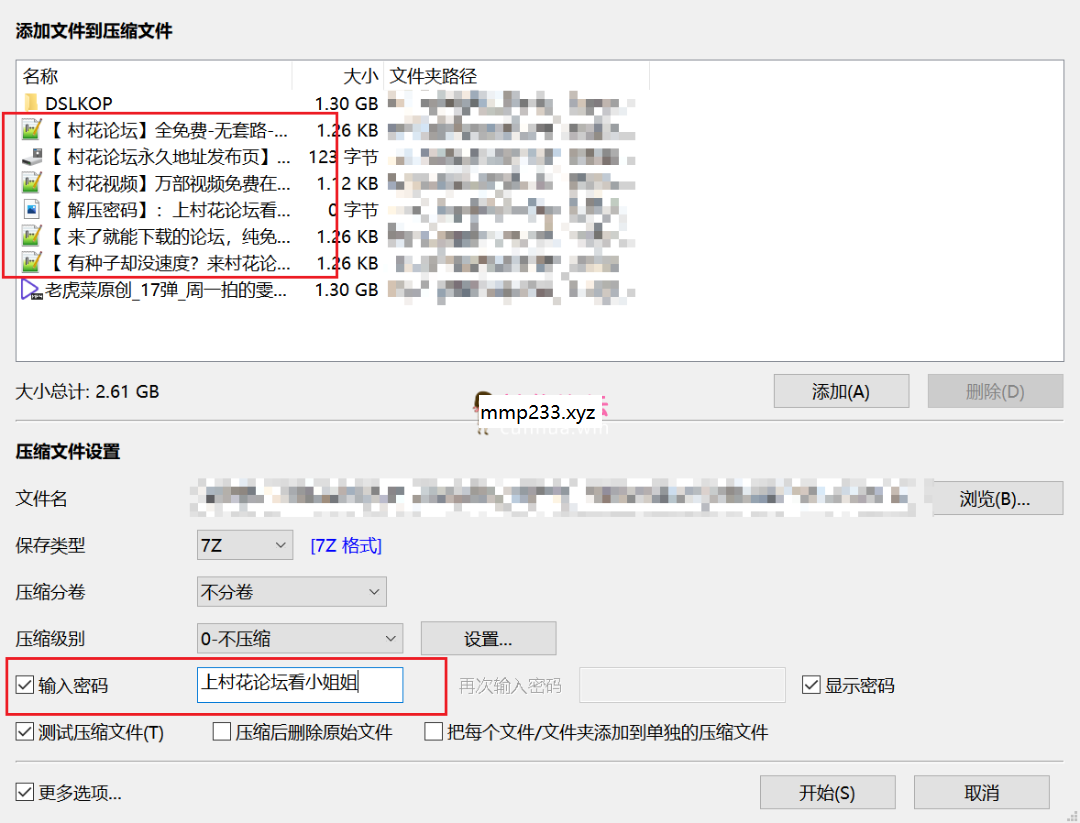 添加文件到压缩文件
名称 大小 文件夹路径
DSLKOP 1.30 GB
【 村花论坛】全免费-无套路-... 1.26 KB
【 村花论坛永久地址发布页】... 123 字节
【 村花视频】万部视频免费在... 1.12 KB
【 解压密码】：上村花论坛看... 0 字节
【 来了就能下载的论坛，纯免... 1.26 KB
【 有种子却没速度？来村花论... 1.26 KB
老虎菜原创_17弹_周一拍的雯... 1.30 GB
大小总计: 2.61 GB
添加(A) 删除(D)
mmp233.xyz
压缩文件设置
文件名 浏览(B)...
保存类型 7Z [7Z 格式]
压缩分卷 不分卷
压缩级别 0-不压缩 设置...
输入密码 上村花论坛看小姐姐 再次输入密码 显示密码
测试压缩文件(T) 压缩后删除原始文件 把每个文件/文件夹添加到单独的压缩文件
更多选项... 开始(S) 取消